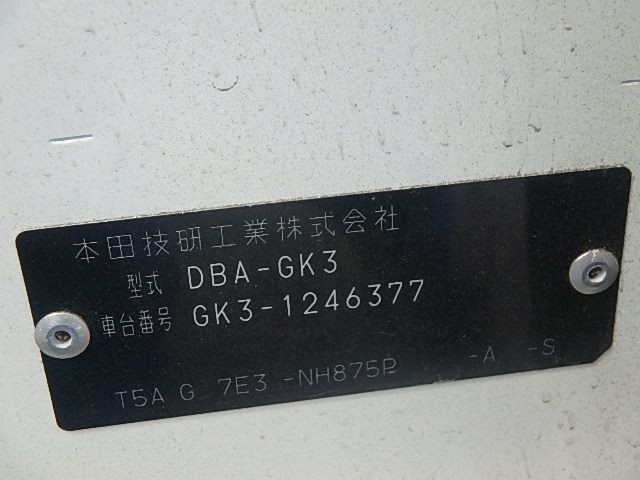 本田技研工業株式会社
型式 DBA-GK3
車台番号 GK3-1246377
T5A G 7E3 -NH875P -A -S